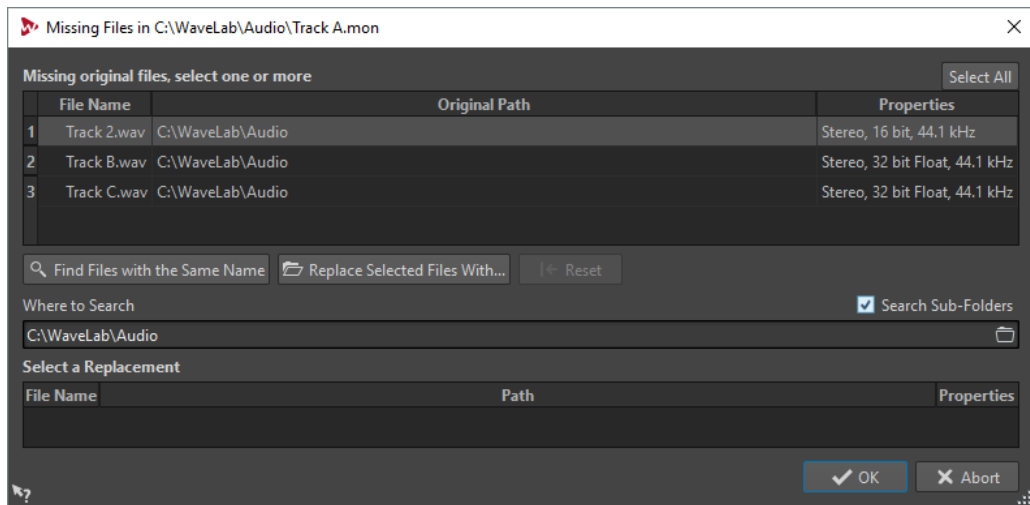 Missing Files in C:\WaveLab\Audio\Track A.mon
Missing original files, select one or more Select All
File Name Original Path Properties
1 Track 2.wav C:\WaveLab\Audio Stereo, 16 bit, 44.1 kHz
2 Track B.wav C:\WaveLab\Audio Stereo, 32 bit Float, 44.1 kHz
3 Track C.wav C:\WaveLab\Audio Stereo, 32 bit Float, 44.1 kHz
Find Files with the Same Name Replace Selected Files With... Reset
Where to Search Search Sub-Folders
C:\WaveLab\Audio
Select a Replacement
File Name Path Properties
OK Abort
?